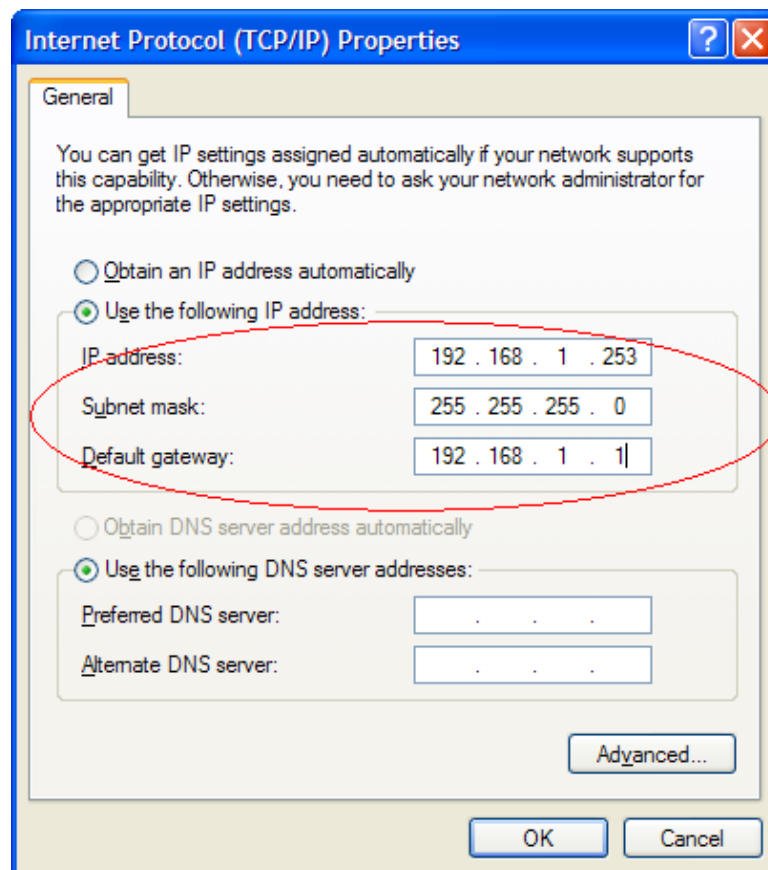 Internet Protocol (TCP/IP) Properties
General
You can get IP settings assigned automatically if your network supports
this capability. Otherwise, you need to ask your network administrator for
the appropriate IP settings.
Obtain an IP address automatically
Use the following IP address:
IP address: 192 . 168 . 1 . 253
Subnet mask: 255 . 255 . 255 . 0
Default gateway: 192 . 168 . 1 . 1
Obtain DNS server address automatically
Use the following DNS server addresses:
Preferred DNS server: . . .
Alternate DNS server: . . .
Advanced...
OK Cancel